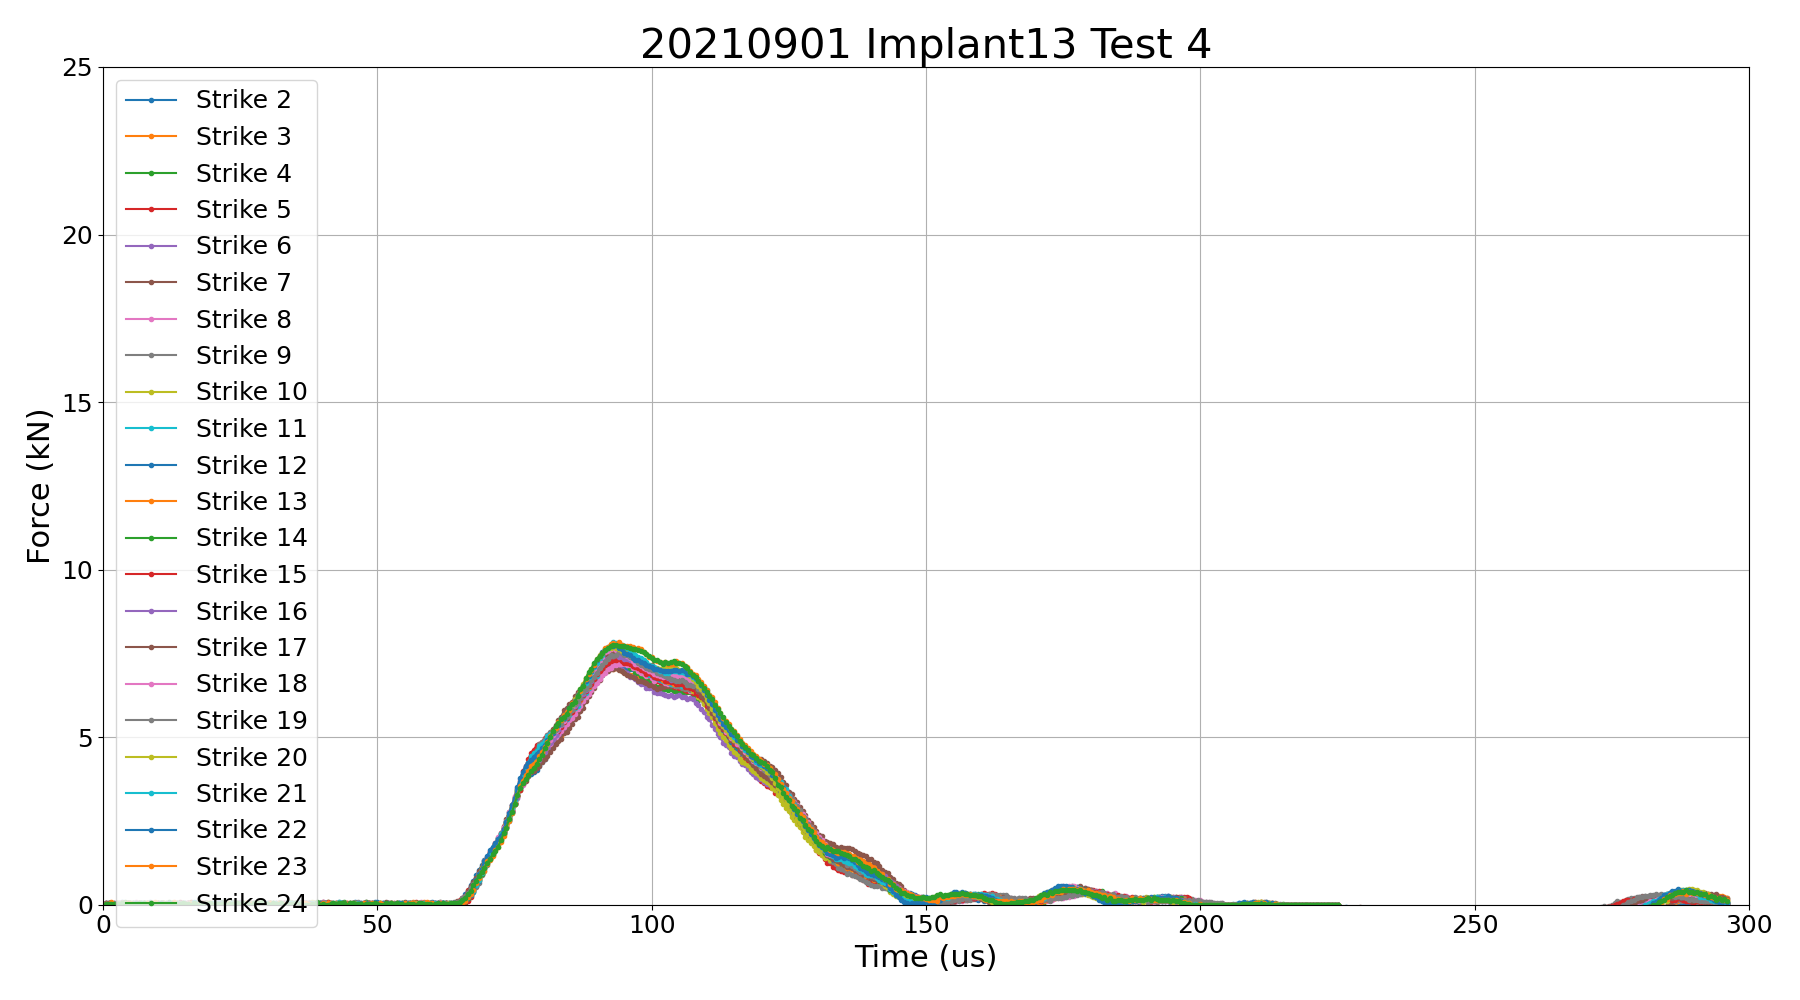 20210901 Implant13 Test 4
25
20
15
10
5
0
Force (kN)
Strike 2
Strike 3
Strike 4
Strike 5
Strike 6
Strike 7
Strike 8
Strike 9
Strike 10
Strike 11
Strike 12
Strike 13
Strike 14
Strike 15
Strike 16
Strike 17
Strike 18
Strike 19
Strike 20
Strike 21
Strike 22
Strike 23
Strike 24
0 50 100 150 200 250 300
Time (us)